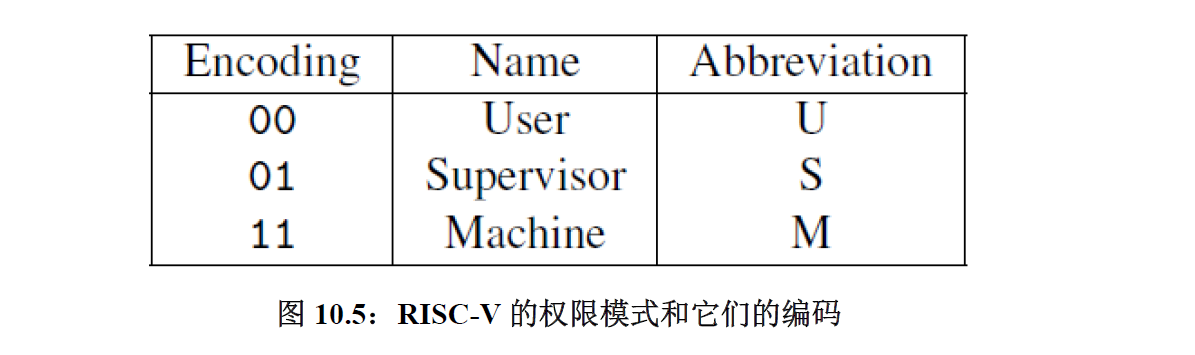 Encoding Name Abbreviation
00 User U
01 Supervisor S
11 Machine M
图 10.5：RISC-V 的权限模式和它们的编码